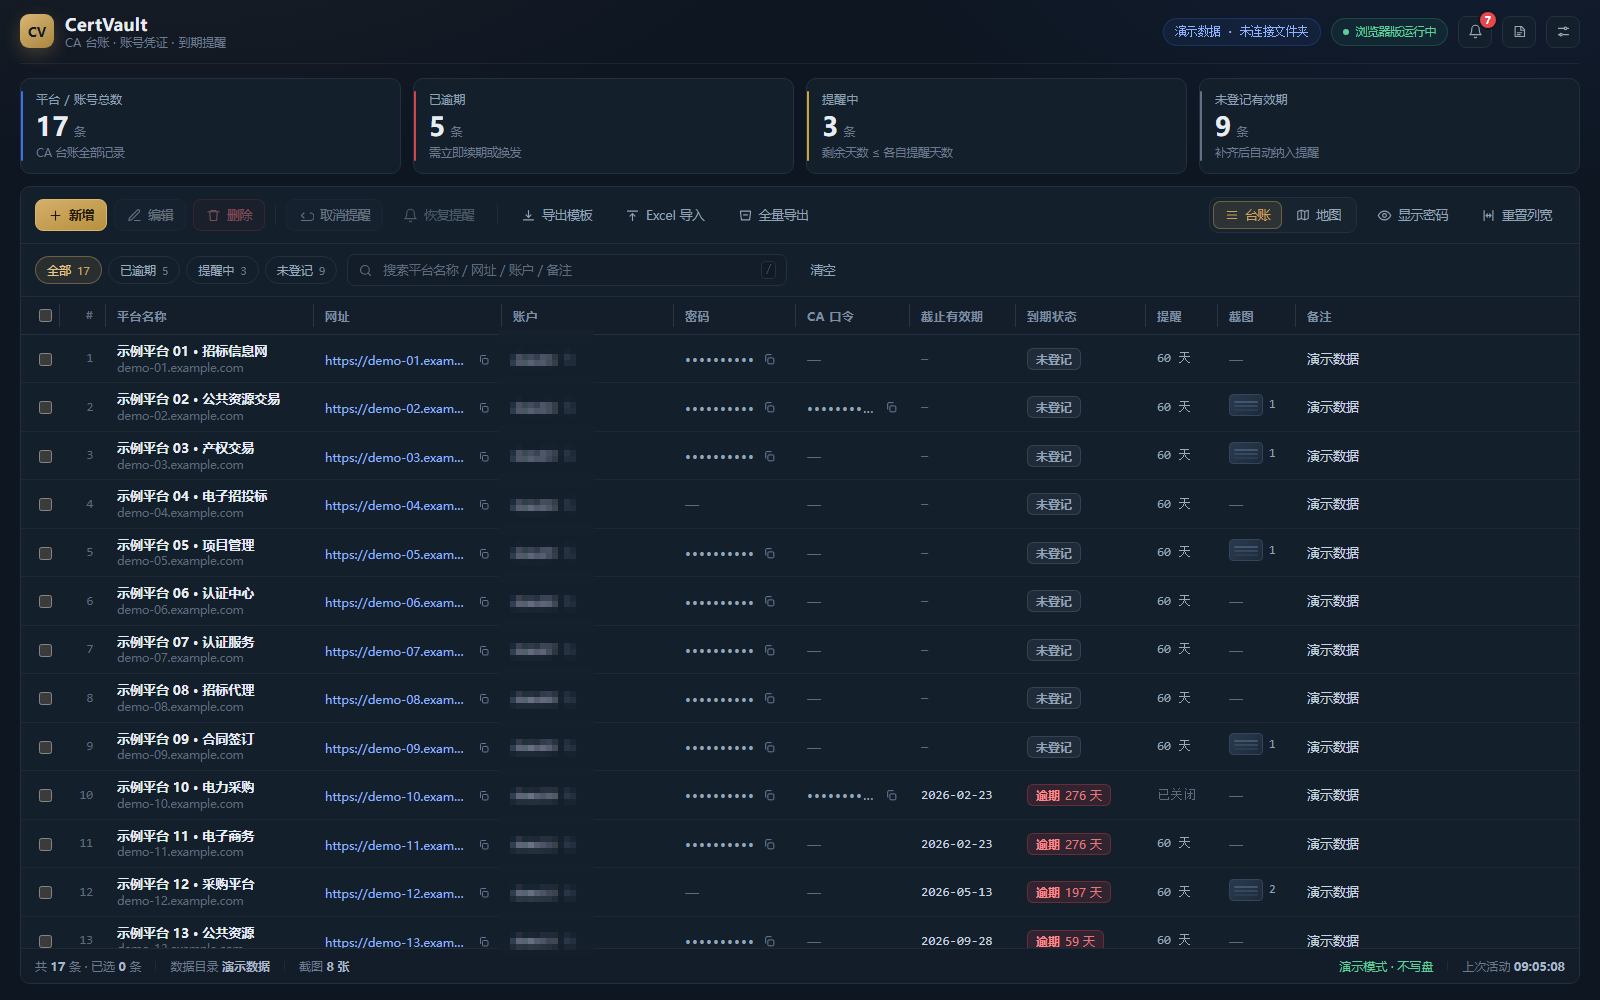 CV
CertVault
CA 台账 · 账号凭证 · 到期提醒
演示数据 · 未连接文件夹
浏览器版运行中
7
平台 / 账号总数
17 条
CA 台账全部记录
已逾期
5 条
需立即续期或换发
提醒中
3 条
剩余天数 ≤ 各自提醒天数
未登记有效期
9 条
补齐后自动纳入提醒
新增 编辑 删除 取消提醒 恢复提醒 导出模板 Excel 导入 全量导出 台账 地图 显示密码 重置列宽
全部 17 已逾期 5 提醒中 3 未登记 9 搜索平台名称 / 网址 / 账户 / 备注 / 清空
# 平台名称 网址 账户 密码 CA 口令 截止有效期 到期状态 提醒 截图 备注
1 示例平台 01 • 招标信息网 https://demo-01.exam... •••••••••• — – 未登记 60 天 — 演示数据
demo-01.example.com
2 示例平台 02 • 公共资源交易 https://demo-02.exam... •••••••••• ••••••••... – 未登记 60 天 1 演示数据
demo-02.example.com
3 示例平台 03 • 产权交易 https://demo-03.exam... •••••••••• — – 未登记 60 天 1 演示数据
demo-03.example.com
4 示例平台 04 • 电子招投标 https://demo-04.exam... — — – 未登记 60 天 — 演示数据
demo-04.example.com
5 示例平台 05 • 项目管理 https://demo-05.exam... •••••••••• — – 未登记 60 天 1 演示数据
demo-05.example.com
6 示例平台 06 • 认证中心 https://demo-06.exam... •••••••••• — – 未登记 60 天 — 演示数据
demo-06.example.com
7 示例平台 07 • 认证服务 https://demo-07.exam... •••••••••• — – 未登记 60 天 — 演示数据
demo-07.example.com
8 示例平台 08 • 招标代理 https://demo-08.exam... •••••••••• — – 未登记 60 天 — 演示数据
demo-08.example.com
9 示例平台 09 • 合同签订 https://demo-09.exam... •••••••••• — – 未登记 60 天 1 演示数据
demo-09.example.com
10 示例平台 10 • 电力采购 https://demo-10.exam... •••••••••• ••••••••... 2026-02-23 逾期 276 天 已关闭 — 演示数据
demo-10.example.com
11 示例平台 11 • 电子商务 https://demo-11.exam... •••••••••• — 2026-02-23 逾期 276 天 60 天 — 演示数据
demo-11.example.com
12 示例平台 12 • 采购平台 https://demo-12.exam... — — 2026-05-13 逾期 197 天 60 天 2 演示数据
demo-12.example.com
13 示例平台 13 • 公共资源 https://demo-13.exam... •••••••••• — 2026-09-28 逾期 59 天 60 天 — 演示数据
demo-13.example.com
共 17 条 · 已选 0 条 数据目录 演示数据 截图 8 张 演示模式 · 不写盘 上次活动 09:05:08